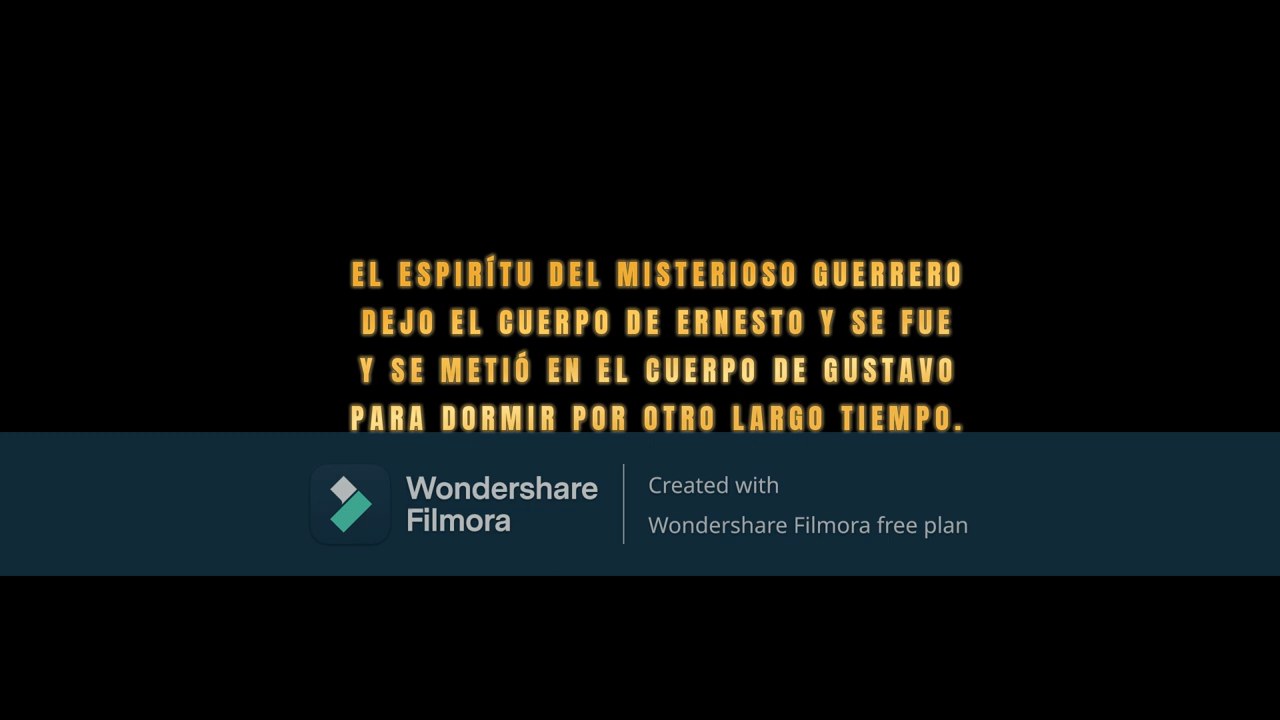 EL ESPIRÍTU DEL MISTERIOSO GUERRERO
DEJO EL CUERPO DE ERNESTO Y SE FUE
Y SE METIÓ EN EL CUERPO DE GUSTAVO
PARA DORMIR POR OTRO LARGO TIEMPO.
Wondershare
Filmora
Created with
Wondershare Filmora free plan